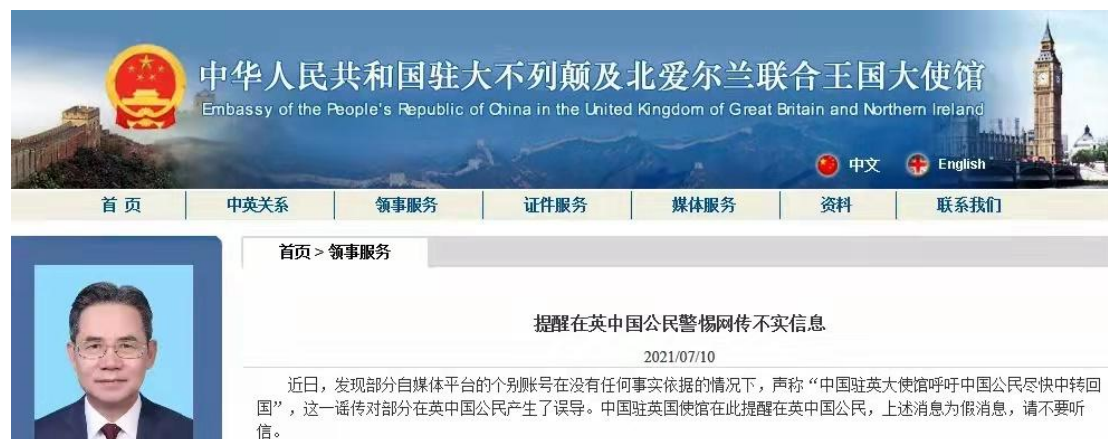 中华人民共和国驻大不列颠及北爱尔兰联合王国大使馆
Embassy of the People's Republic of China in the United Kingdom of Great Britain and Northern Ireland
中文 English
首 页 中英关系 领事服务 证件服务 媒体服务 资料 联系我们
首页 > 领事服务
提醒在英中国公民警惕网传不实信息
2021/07/10
近日，发现部分自媒体平台的个别账号在没有任何事实依据的情况下，声称“中国驻英大使馆呼吁中国公民尽快中转回
国”，这一谣传对部分在英中国公民产生了误导。中国驻英国使馆在此提醒在英中国公民，上述消息为假消息，请不要听
信。